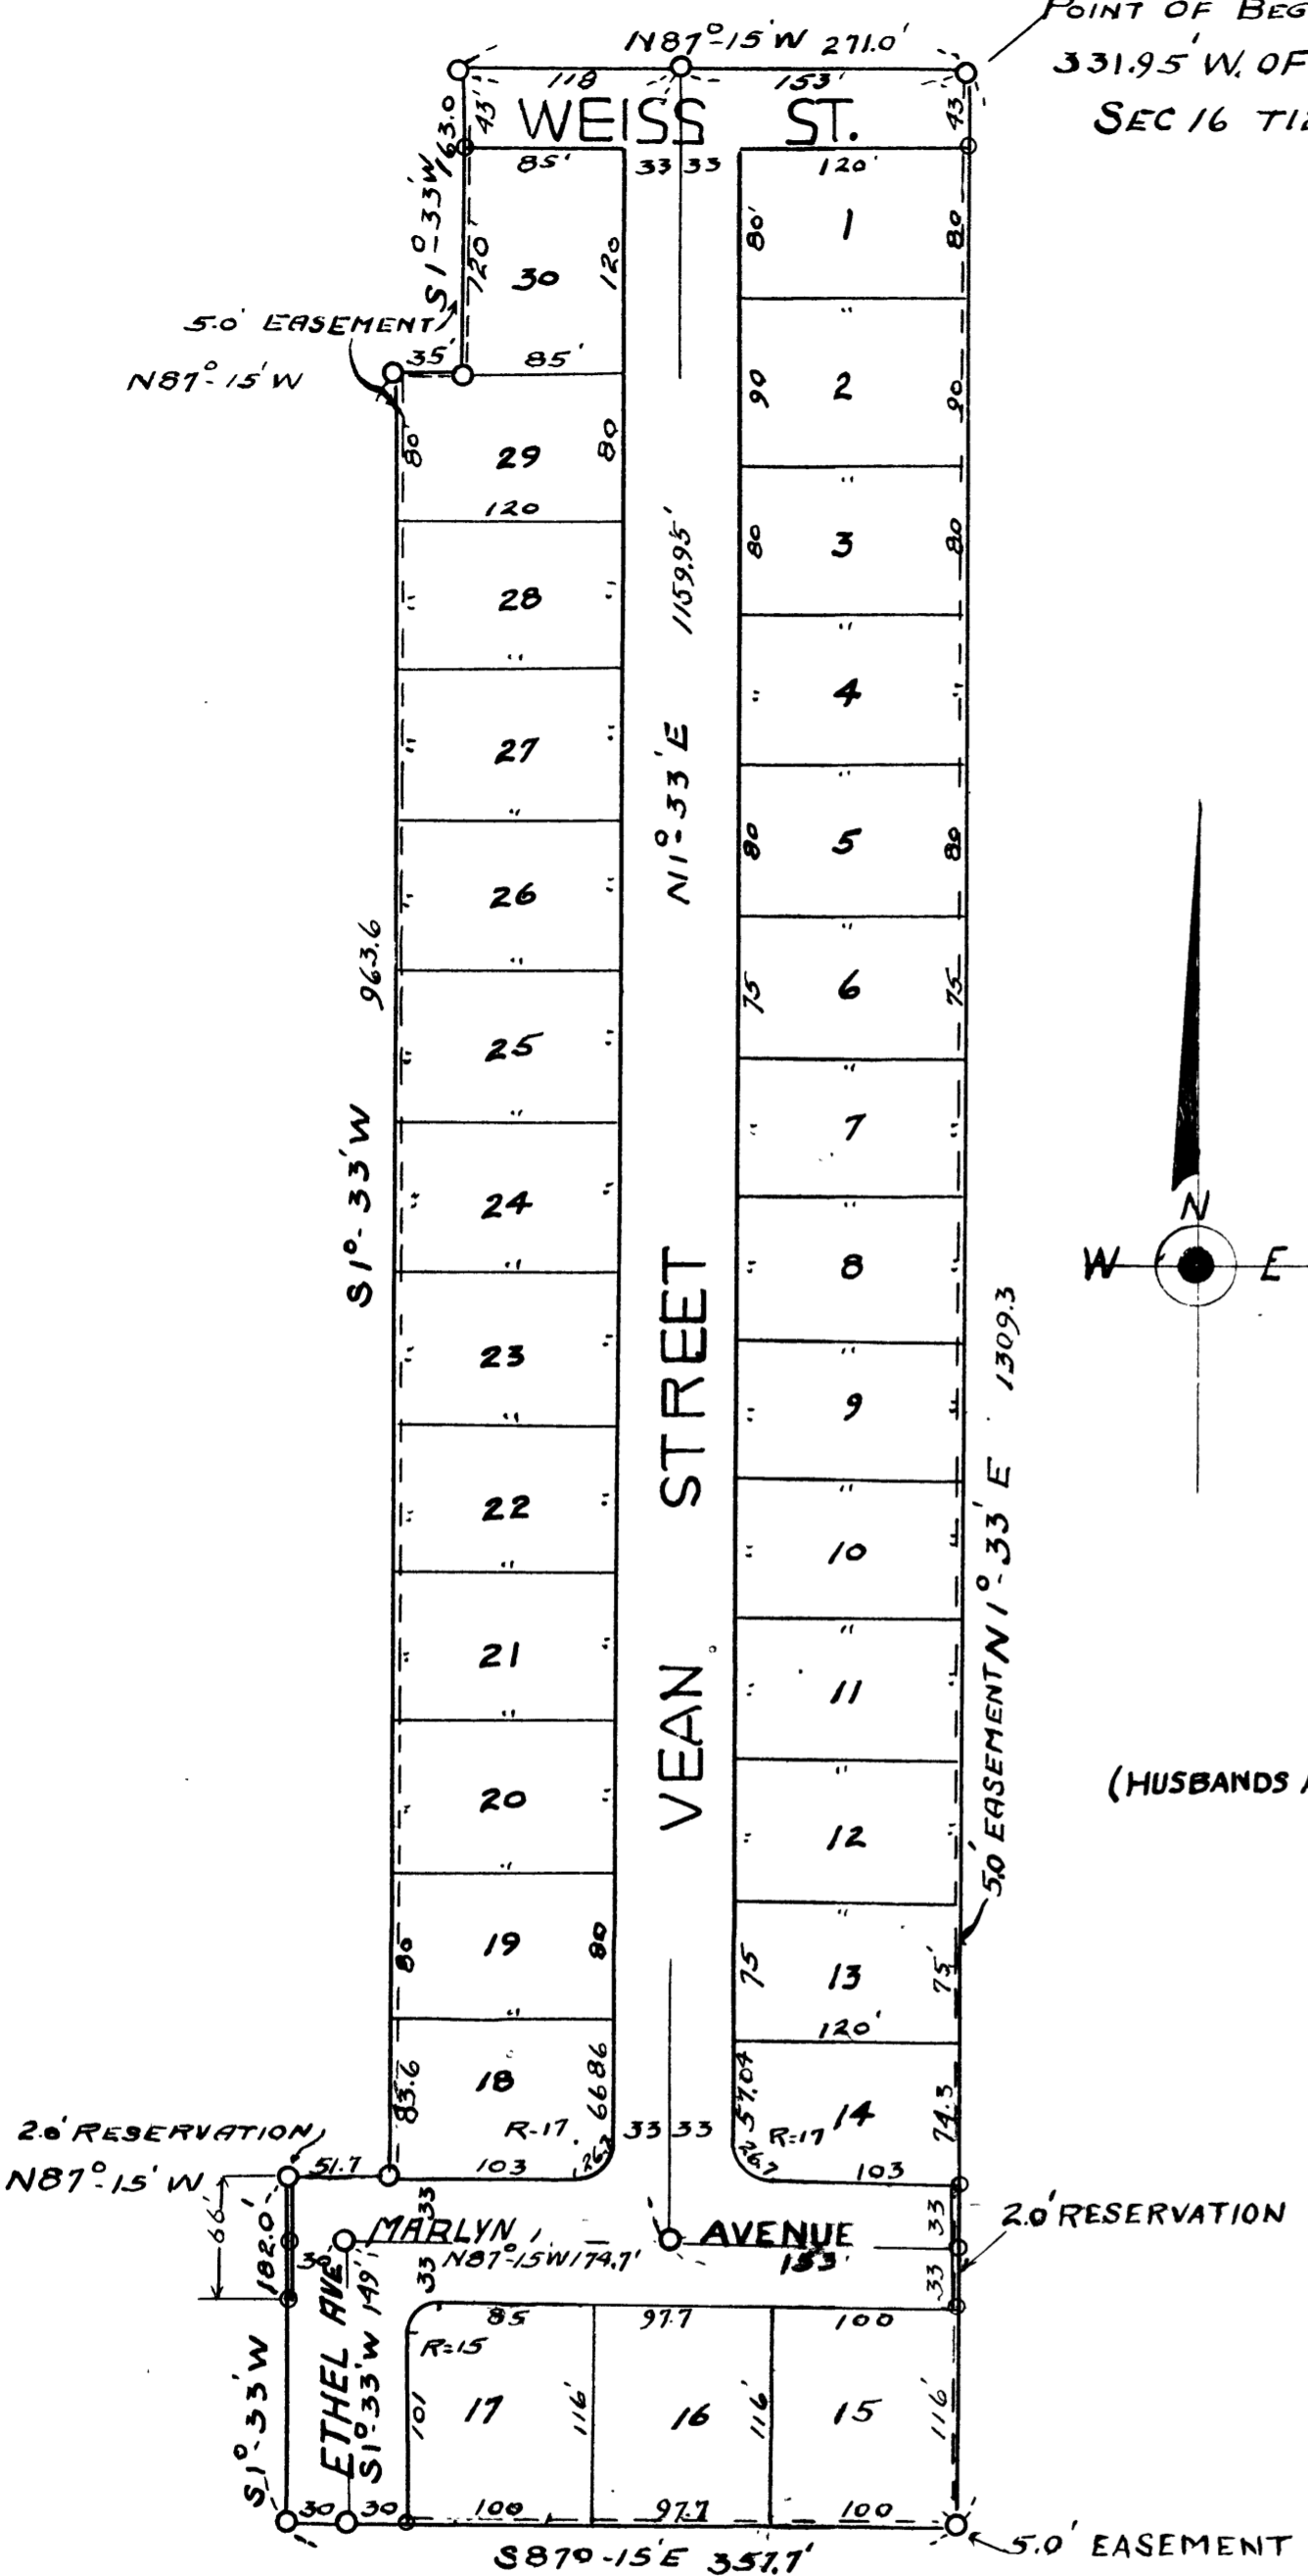 POINT OF BEG
331.95' W. OF
SEC 16 T12
N87°-15'W 271.0'
118 153'
WEISS ST.
43'
43
163.0
S1°-33'W
85' 33 33 120'
120'
30
120
80' 1 80
5.0' EASEMENT
35' 85'
N87°-15'W
"
90 2 90
80' 29 80
120
"
80 3 80
" 28 "
"
"
" 4 "
" 27 "
"
"
80 5 80
" 26 "
"
"
75 6 75
" 25 "
"
"
" 7 "
" 24 "
"
"
" 8 "
" 23 "
"
"
" 9 "
" 22 "
"
"
" 10 "
" 21 "
"
"
" 11 "
" 20 "
"
"
" 12 "
80 19 80
"
"
75 13 75'
120'
83.6 18 66.86
R-17
26.7
103
57.04 14 74.3
R=17
26.7
103
33 33
963.6
S1°-33'W
1159.95'
N1°-33'E
VEAN STREET
1309.3
5.0' EASEMENT N1°-33'E
N
W E
(HUSBANDS
2.0' RESERVATION
N87°-15'W
51.7
66'
182.0'
30
33
MARLYN AVENUE
N87°-15'W 174.7'
153'
33
33
33
2.0' RESERVATION
ETHEL AVE
S1°-33'W 149'
S1°-33'W
85 97.7 100
R=15
101 17 116' 16 116' 15 116'
30 30 100 97.7 100
S87°-15'E 357.7'
5.0' EASEMENT